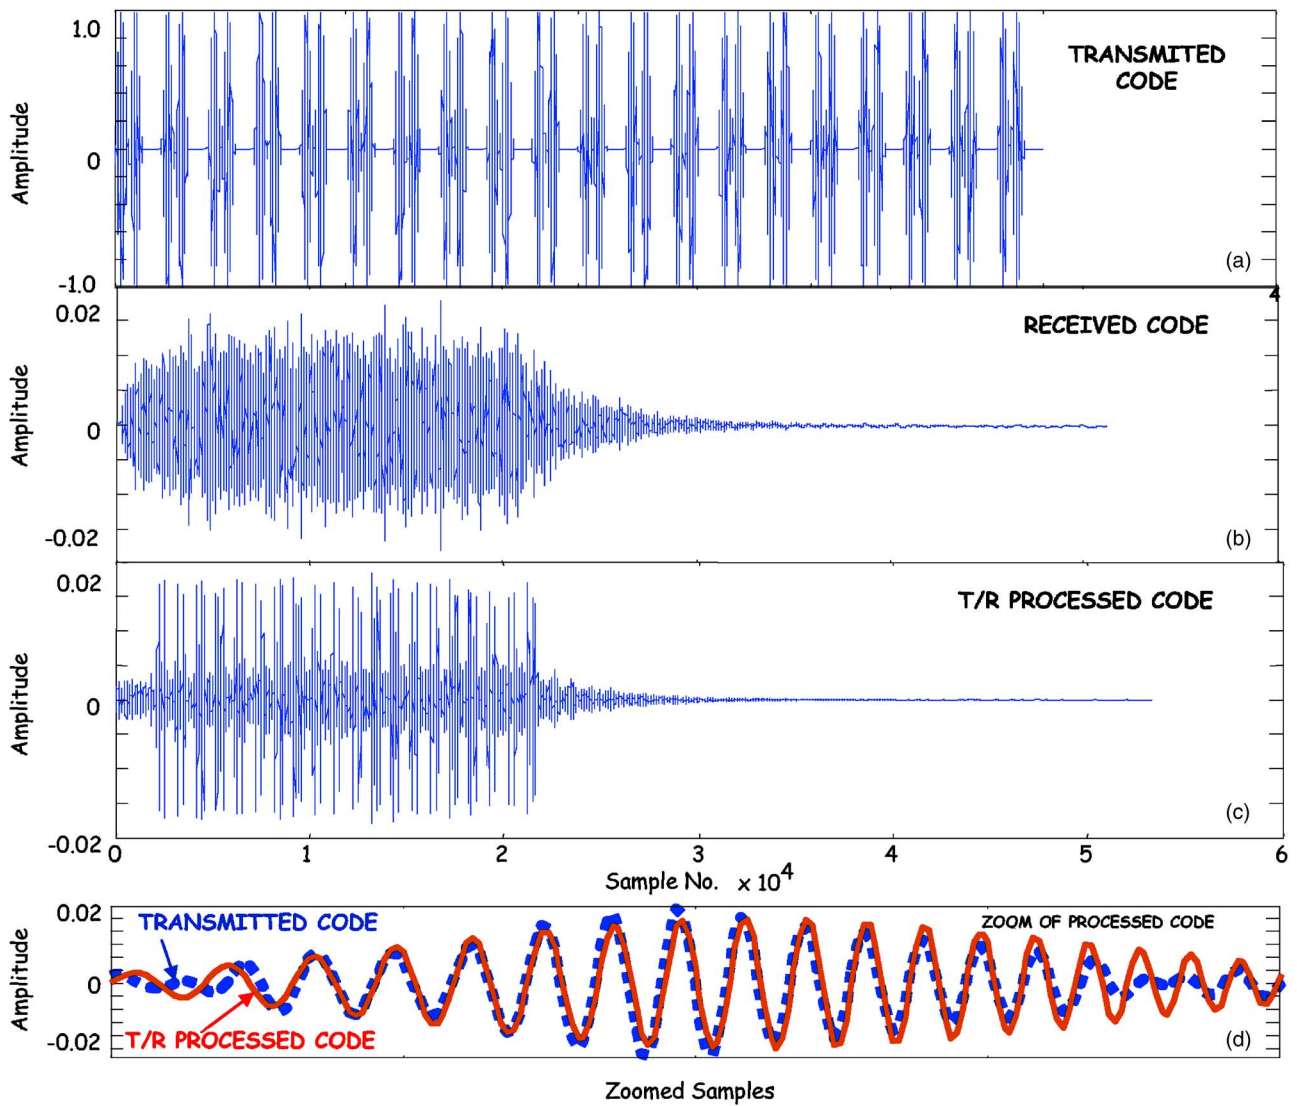 1.0
TRANSMITED
CODE
Amplitude
0
(a)
-1.0
4
0.02
RECEIVED CODE
Amplitude
0
(b)
-0.02
0.02
T/R PROCESSED CODE
Amplitude
0
(c)
-0.02
0 1 2 3 4 5 6
Sample No. x 10^4
0.02
TRANSMITTED CODE
ZOOM OF PROCESSED CODE
Amplitude
0
T/R PROCESSED CODE
(d)
-0.02
Zoomed Samples